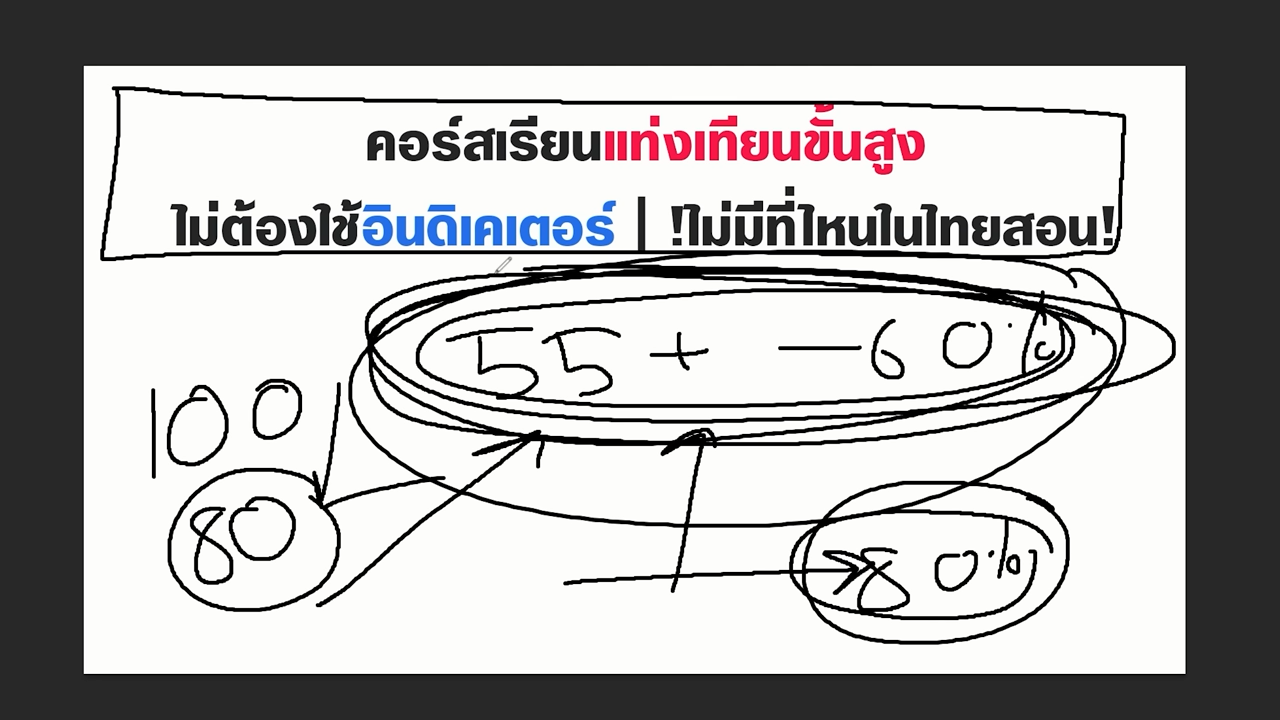 คอร์สเรียนแท่งเทียนขั้นสูง
ไม่ต้องใช้อินดิเคเตอร์ | !ไม่มีที่ไหนในไทยสอน!
55 + — 60%
100
80
80%